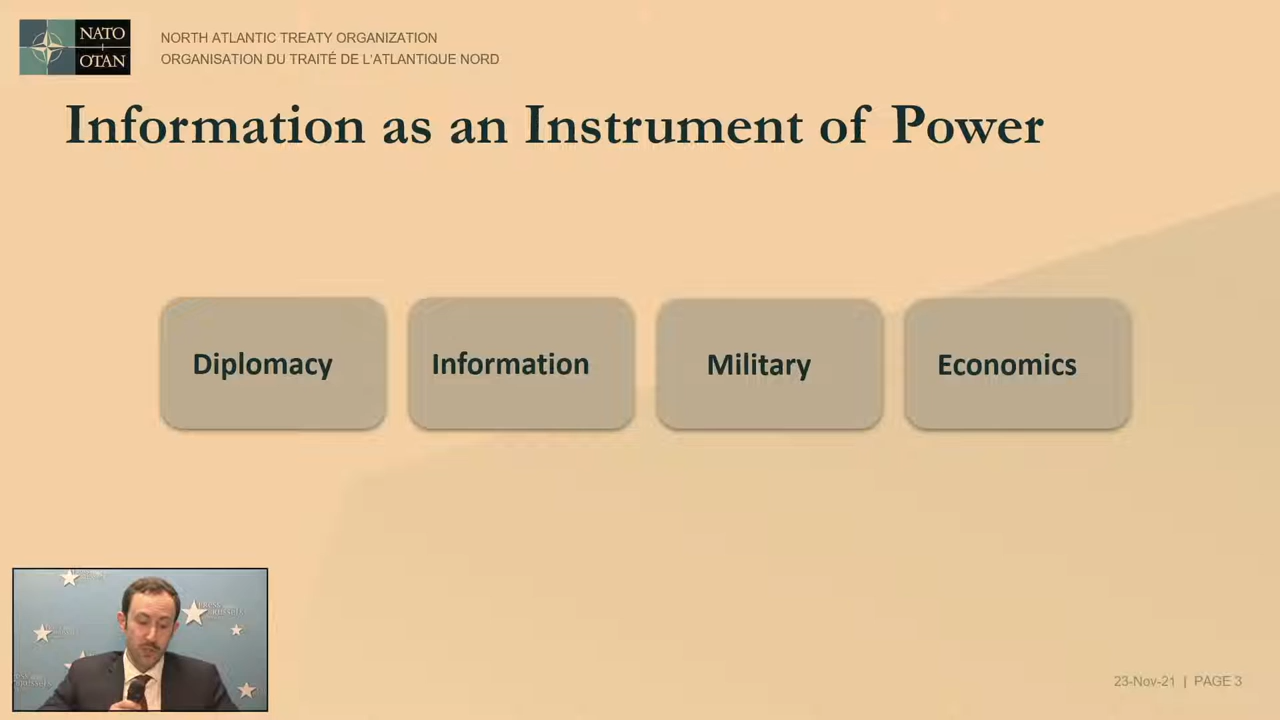 NATO
OTAN
NORTH ATLANTIC TREATY ORGANIZATION
ORGANISATION DU TRAITÉ DE L'ATLANTIQUE NORD
Information as an Instrument of Power
Diplomacy
Information
Military
Economics
23-Nov-21 | PAGE 3